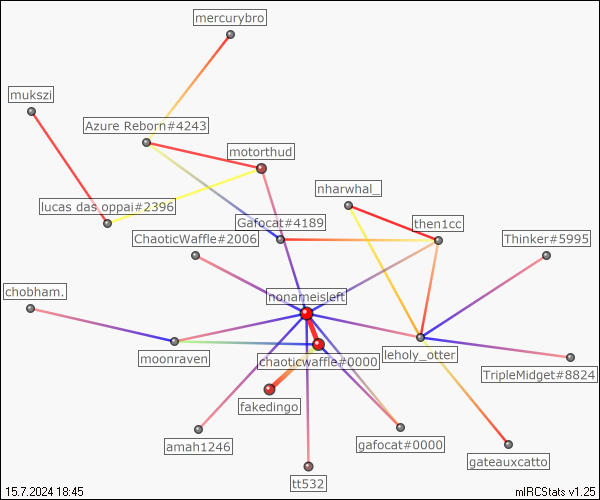 mercurybro
mukszi
Azure Reborn#4243
motorthud
nharwhal_
lucas das oppai#2396
Gafocat#4189
then1cc
ChaoticWaffle#2006
Thinker#5995
chobham.
nonameisleft
moonraven
chaoticwaffle#0000
leholy_otter
TripleMidget#8824
fakedingo
amah1246
gafocat#0000
gateauxcatto
tt532
15.7.2024 18:45
mIRCStats v1.25